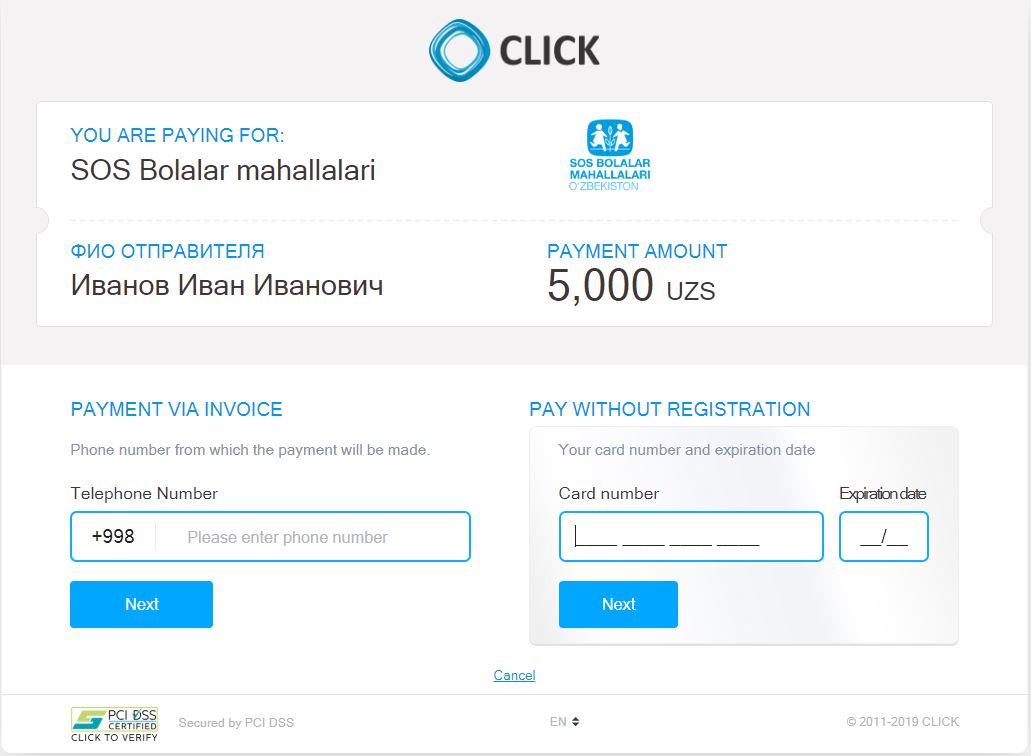 CLICK
YOU ARE PAYING FOR:
SOS Bolalar mahallalari
SOS BOLALAR
MAHALLALARI
O'ZBEKISTON
ФИО ОТПРАВИТЕЛЯ
Иванов Иван Иванович
PAYMENT AMOUNT
5,000 UZS
PAYMENT VIA INVOICE
Phone number from which the payment will be made.
Telephone Number
+998 Please enter phone number
Next
PAY WITHOUT REGISTRATION
Your card number and expiration date
Card number Expiration date
____ ____ ____ ____ __/__
Next
Cancel
PCI DSS
CERTIFIED
CLICK TO VERIFY
Secured by PCI DSS
EN
© 2011-2019 CLICK